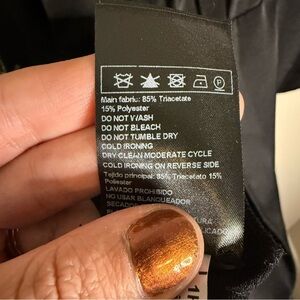 Main fabric: 85% Triacetate
15% Polyester
DO NOT WASH
DO NOT BLEACH
DO NOT TUMBLE DRY
COLD IRONING
DRY CLEAN MODERATE CYCLE
COLD IRONING ON REVERSE SIDE
Tejido principal: 85% Triacetato 15%
Poliester
LAVADO PROHIBIDO
NO USAR BLANQUEADOR